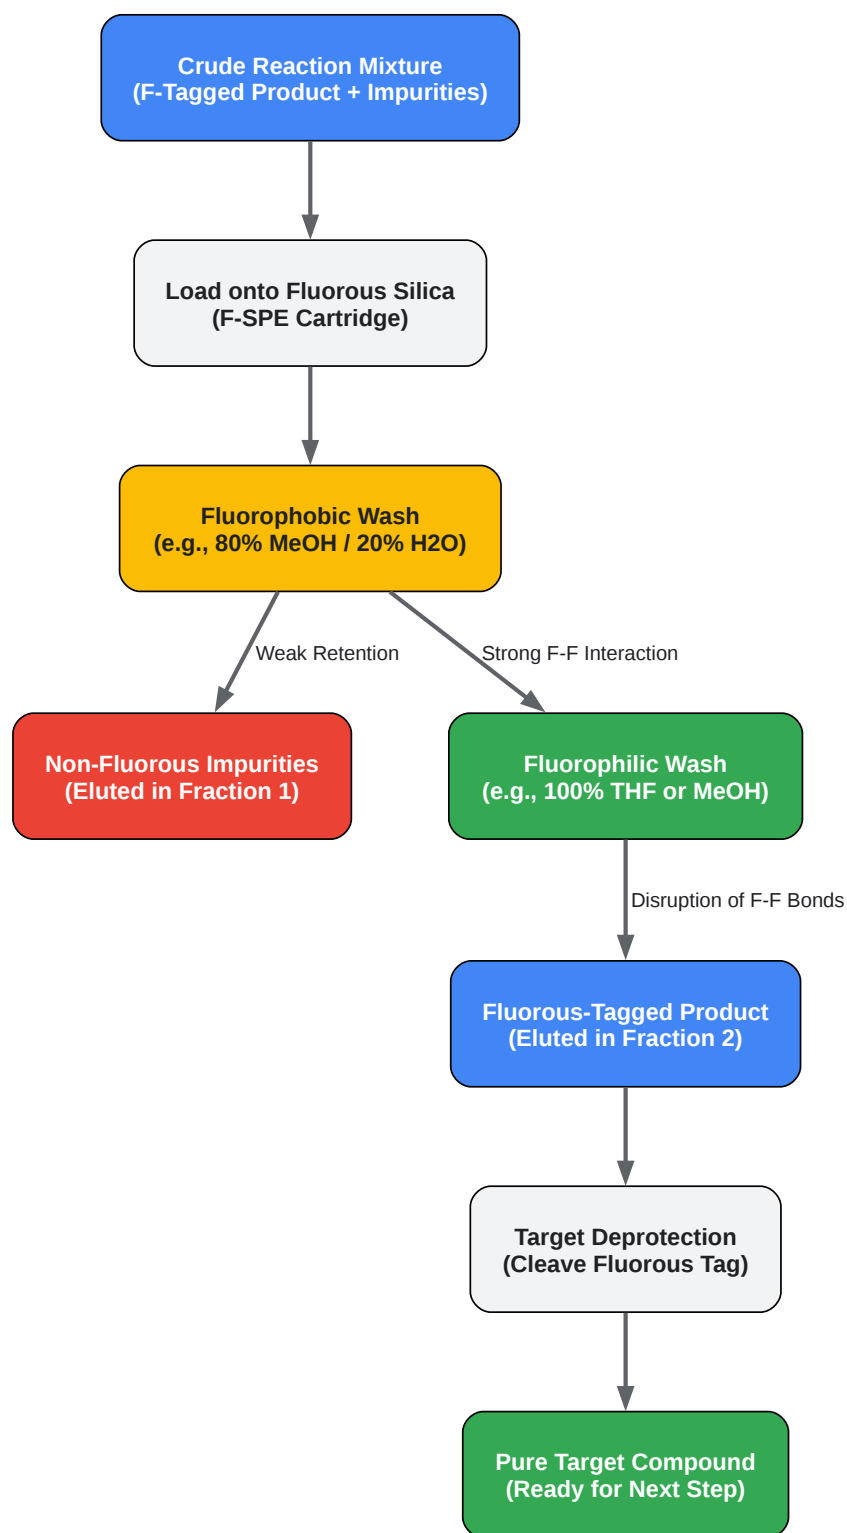 Crude Reaction Mixture
(F-Tagged Product + Impurities)
Load onto Fluorous Silica
(F-SPE Cartridge)
Fluorophobic Wash
(e.g., 80% MeOH / 20% H2O)
Weak Retention
Strong F-F Interaction
Non-Fluorous Impurities
(Eluted in Fraction 1)
Fluorophilic Wash
(e.g., 100% THF or MeOH)
Disruption of F-F Bonds
Fluorous-Tagged Product
(Eluted in Fraction 2)
Target Deprotection
(Cleave Fluorous Tag)
Pure Target Compound
(Ready for Next Step)